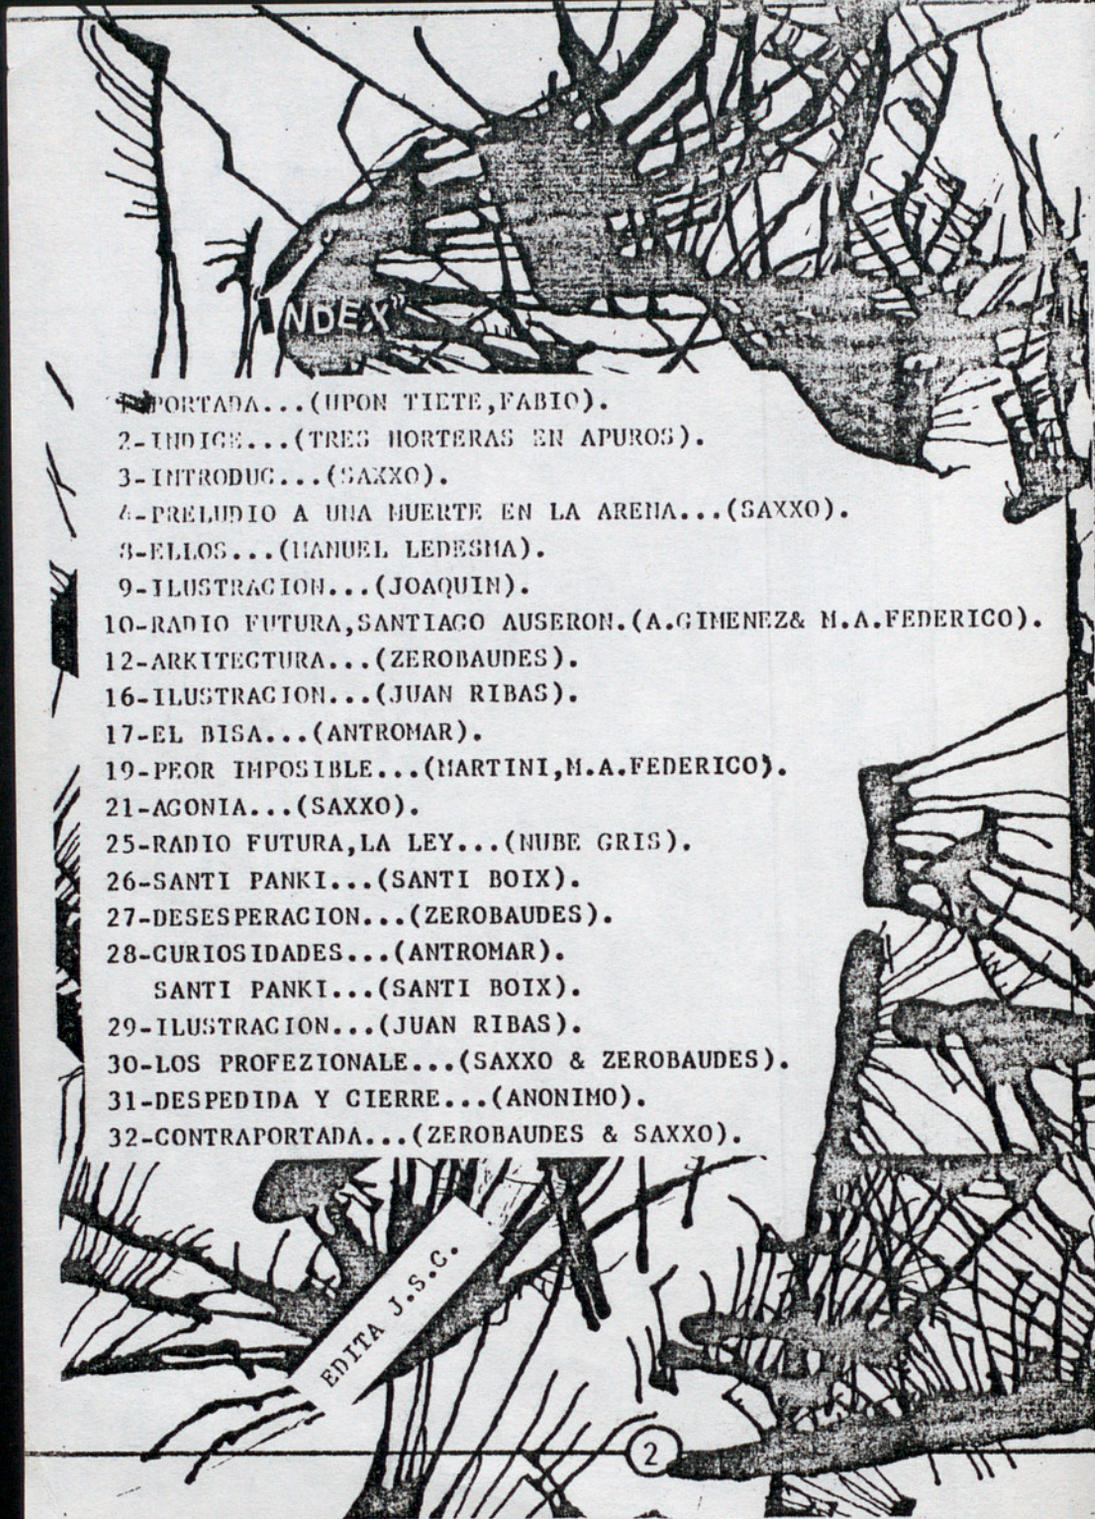 INDEX"
1-PORTADA...(UPON TIETE,FABIO).
2-INDICE...(TRES HORTERAS EN APUROS).
3-INTRODUC...(SAXXO).
4-PRELUDIO A UNA MUERTE EN LA ARENA...(SAXXO).
8-ELLOS...(MANUEL LEDESMA).
9-ILUSTRACION...(JOAQUIN).
10-RADIO FUTURA,SANTIAGO AUSERON.(A.GIMENEZ& M.A.FEDERICO).
12-ARKITECTURA...(ZEROBAUDES).
16-ILUSTRACION...(JUAN RIBAS).
17-EL BISA...(ANTROMAR).
19-PEOR IMPOSIBLE...(MARTINI,M.A.FEDERICO).
21-AGONIA...(SAXXO).
25-RADIO FUTURA,LA LEY...(NUBE GRIS).
26-SANTI PANKI...(SANTI BOIX).
27-DESESPERACION...(ZEROBAUDES).
28-CURIOSIDADES...(ANTROMAR).
SANTI PANKI...(SANTI BOIX).
29-ILUSTRACION...(JUAN RIBAS).
30-LOS PROFEZIONALE...(SAXXO & ZEROBAUDES).
31-DESPEDIDA Y CIERRE...(ANONIMO).
32-CONTRAPORTADA...(ZEROBAUDES & SAXXO).
EDITA J.S.C.
2